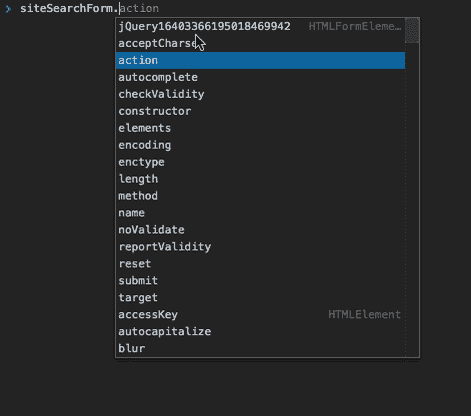 › siteSearchForm.action
jQuery16403366195018469942 HTMLFormEleme…
acceptCharse
action
autocomplete
checkValidity
constructor
elements
encoding
enctype
length
method
name
noValidate
reportValidity
reset
submit
target
accessKey HTMLElement
autocapitalize
blur